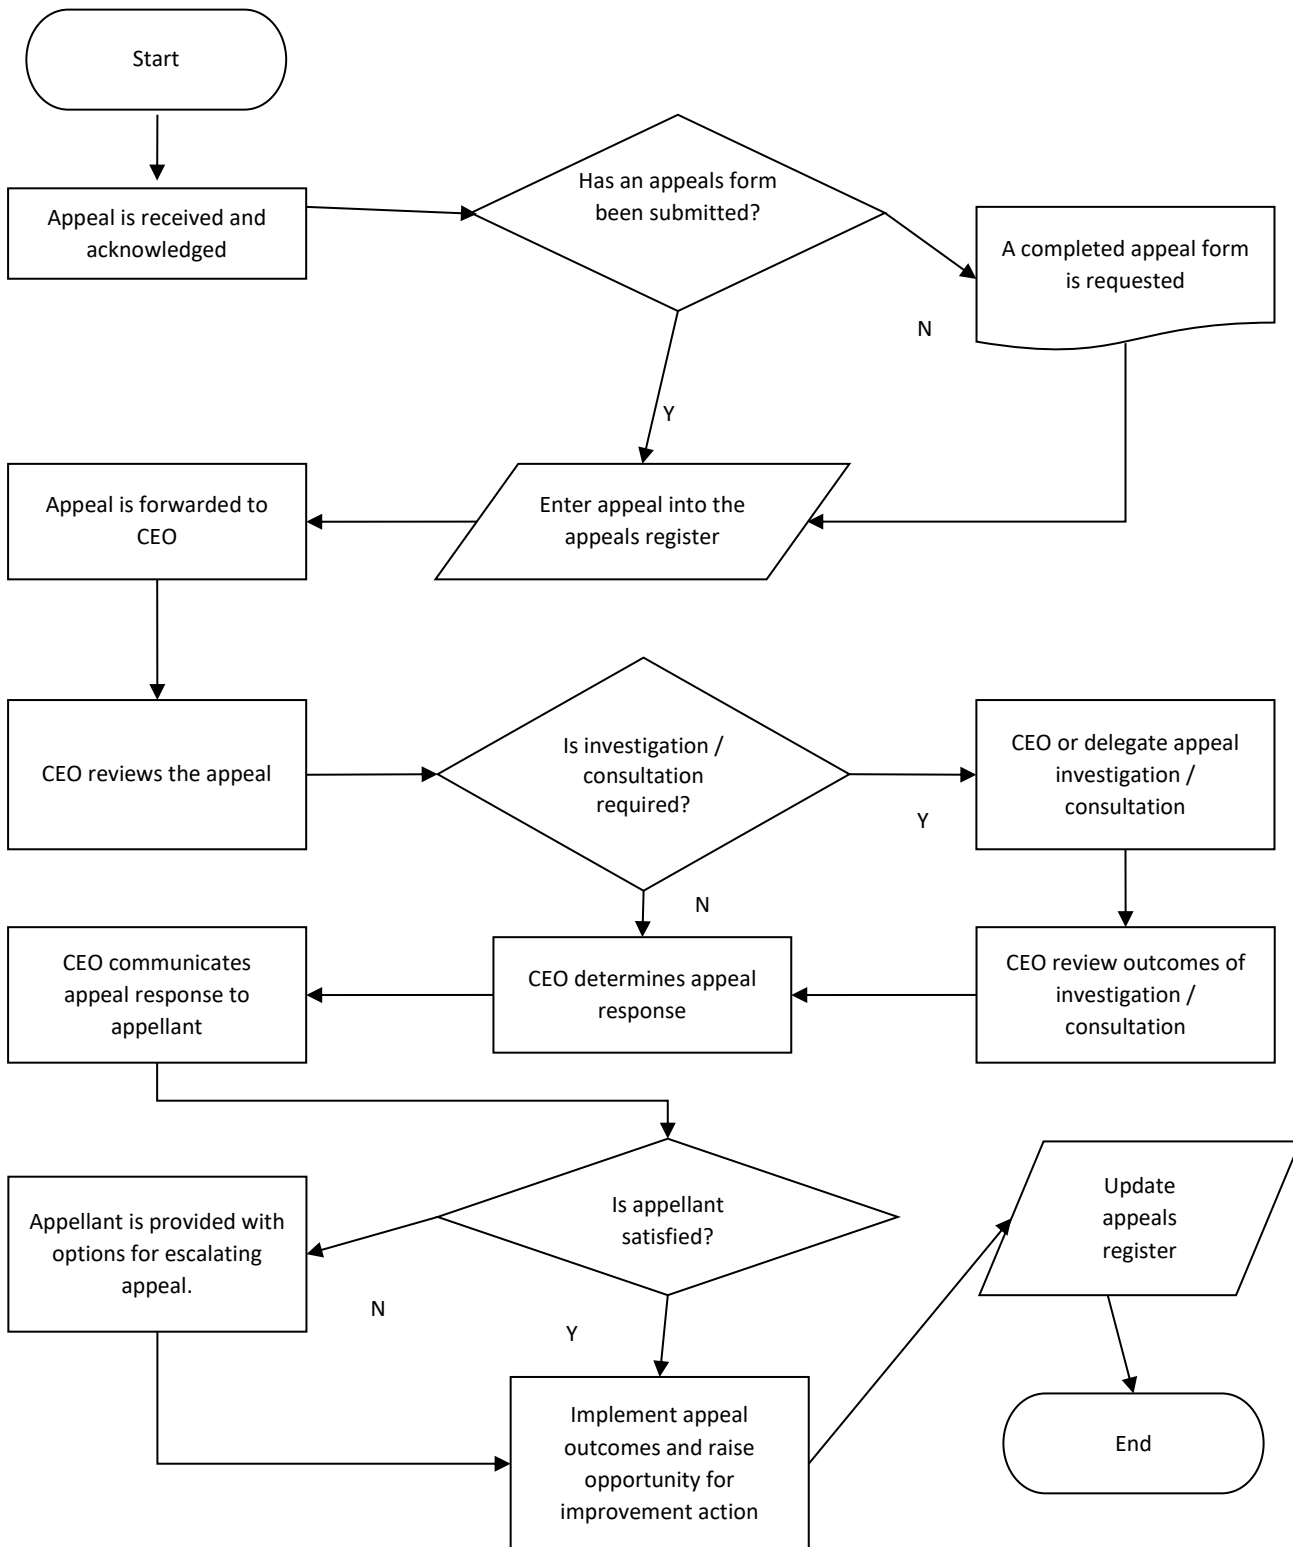 Start
Has an appeals form
been submitted?
Appeal is received and
acknowledged
A completed appeal form
is requested
N
Y
Appeal is forwarded to
CEO
Enter appeal into the
appeals register
CEO reviews the appeal
Is investigation /
consultation
required?
CEO or delegate appeal
investigation /
consultation
Y
N
CEO communicates
appeal response to
appellant
CEO determines appeal
response
CEO review outcomes of
investigation /
consultation
Appellant is provided with
options for escalating
appeal.
Is appellant
satisfied?
Update
appeals
register
N
Y
Implement appeal
outcomes and raise
opportunity for
improvement action
End